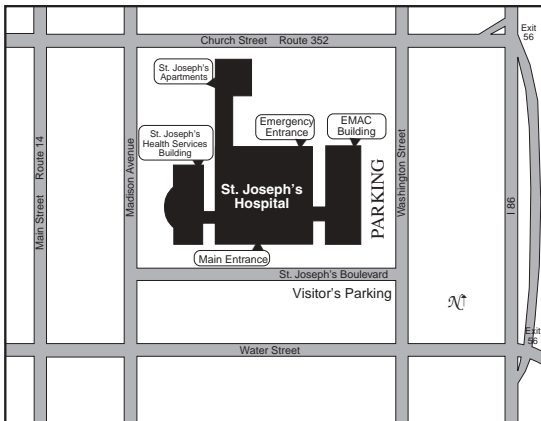 Church Street Route 352
Exit
56
St. Joseph's
Apartments
Emergency
Entrance
EMAC
Building
St. Joseph's
Health Services
Building
Main Street Route 14
Madison Avenue
St. Joseph's
Hospital
PARKING
Washington Street
I 86
Main Entrance
St. Joseph's Boulevard
Visitor's Parking
N
Exit
56
Water Street